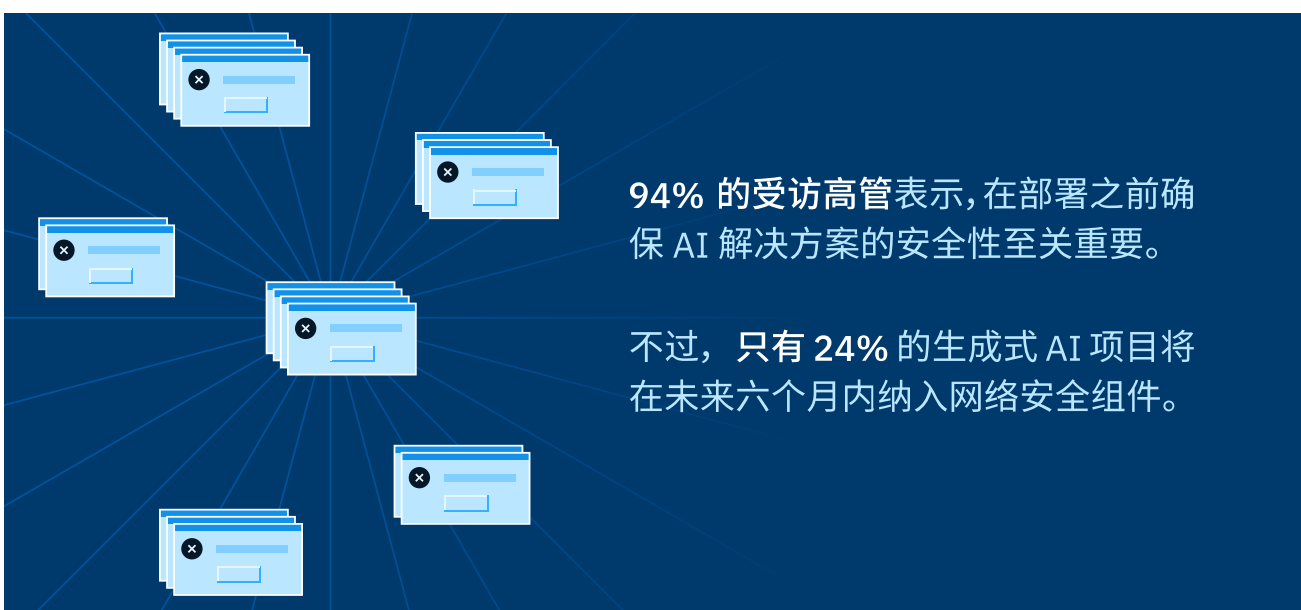 94% 的受访高管表示，在部署之前确
保 AI 解决方案的安全性至关重要。
不过，只有 24% 的生成式 AI 项目将
在未来六个月内纳入网络安全组件。